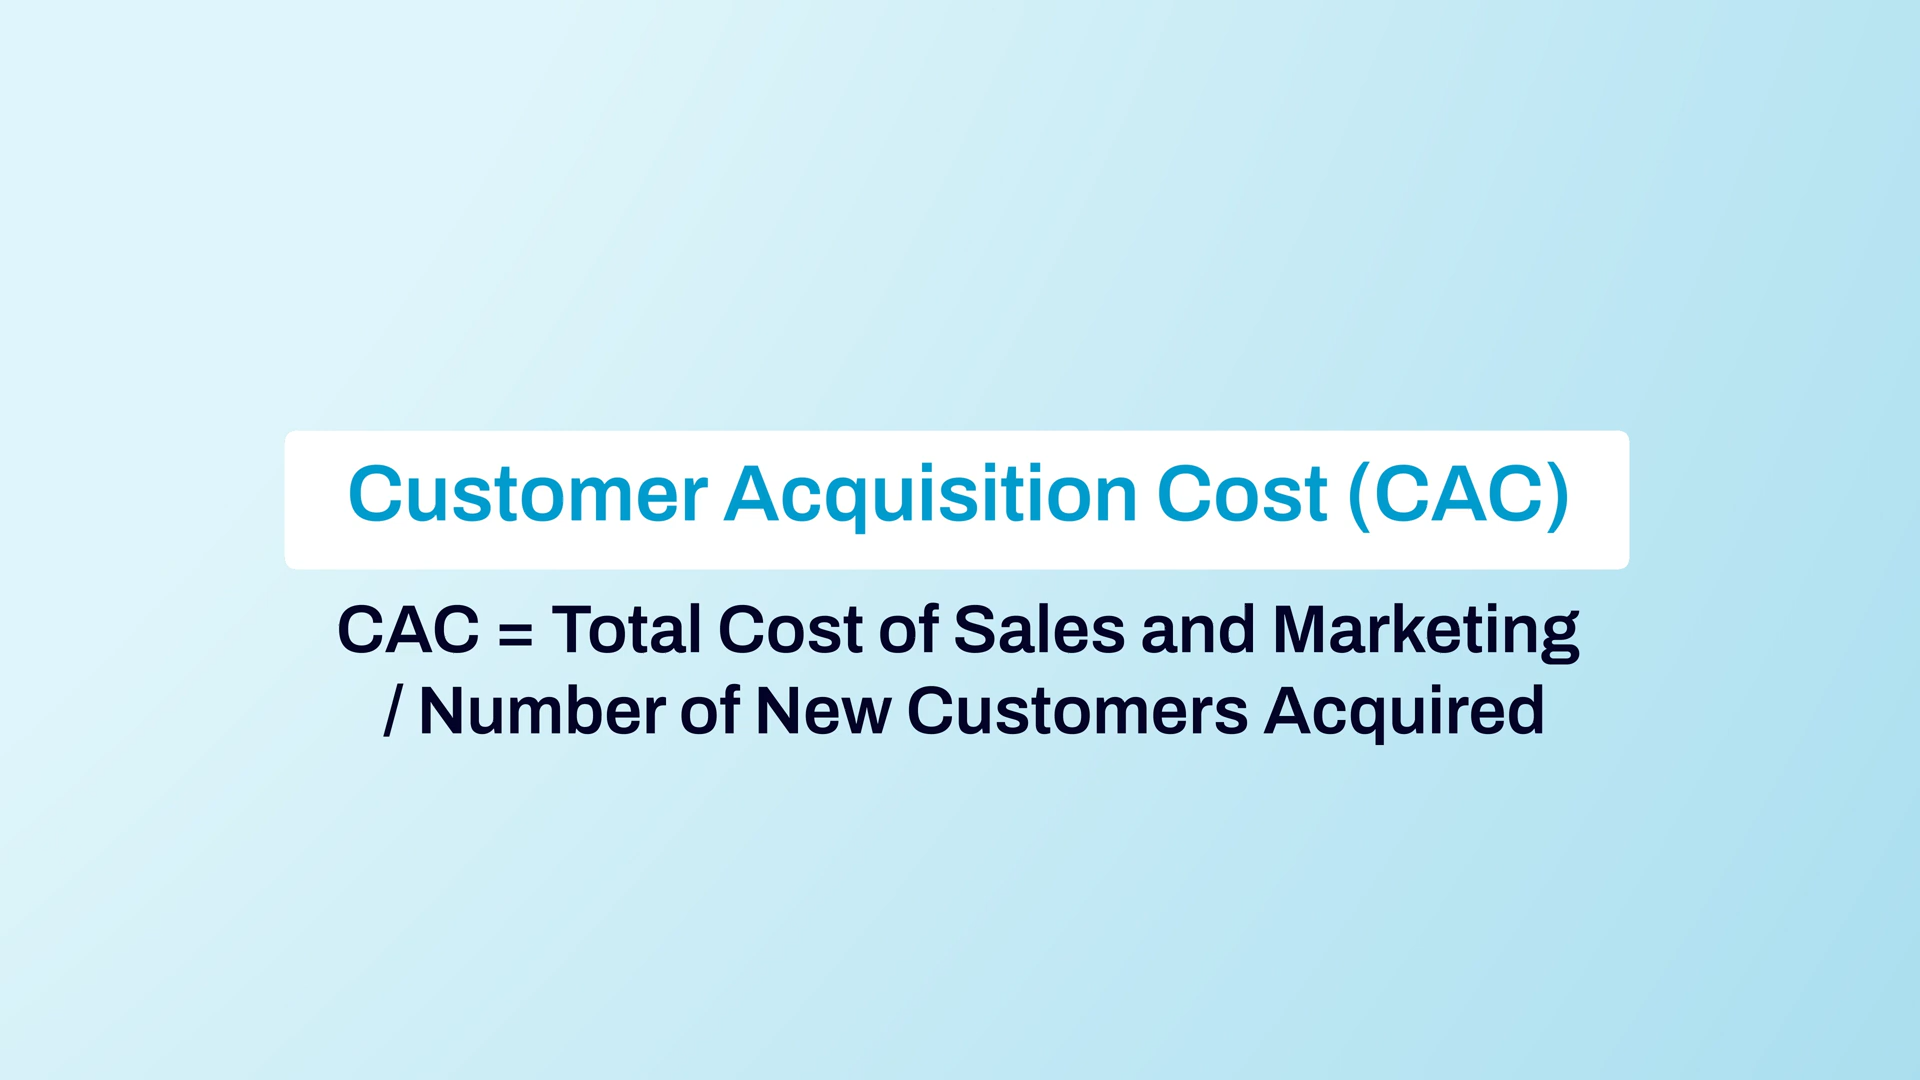 Customer Acquisition Cost (CAC)
CAC = Total Cost of Sales and Marketing
/ Number of New Customers Acquired